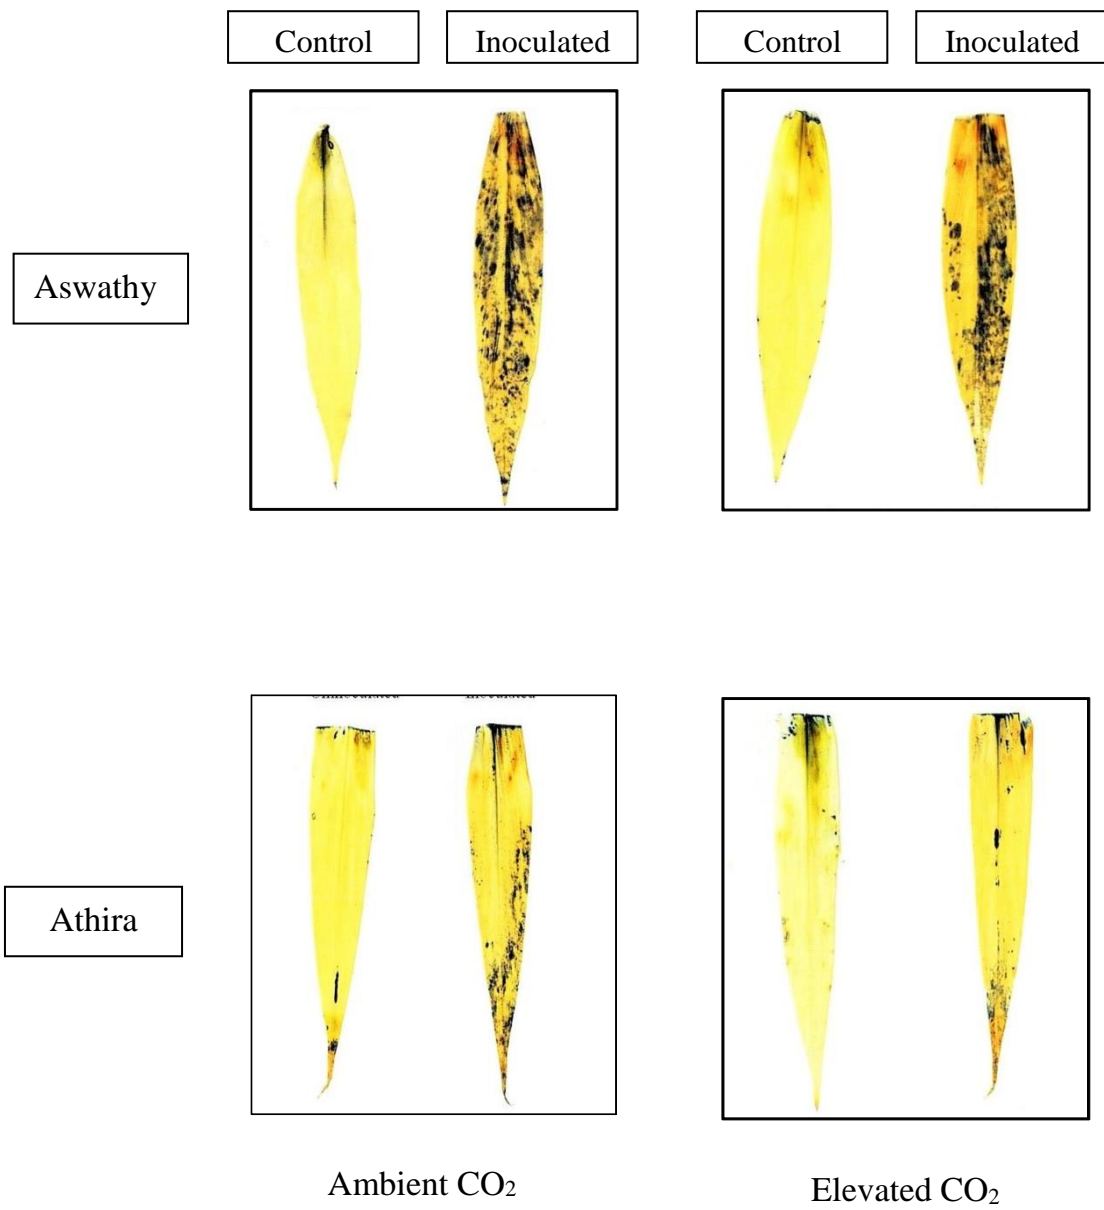 Control Inoculated Control Inoculated
Aswathy
Athira
Ambient CO₂ Elevated CO₂